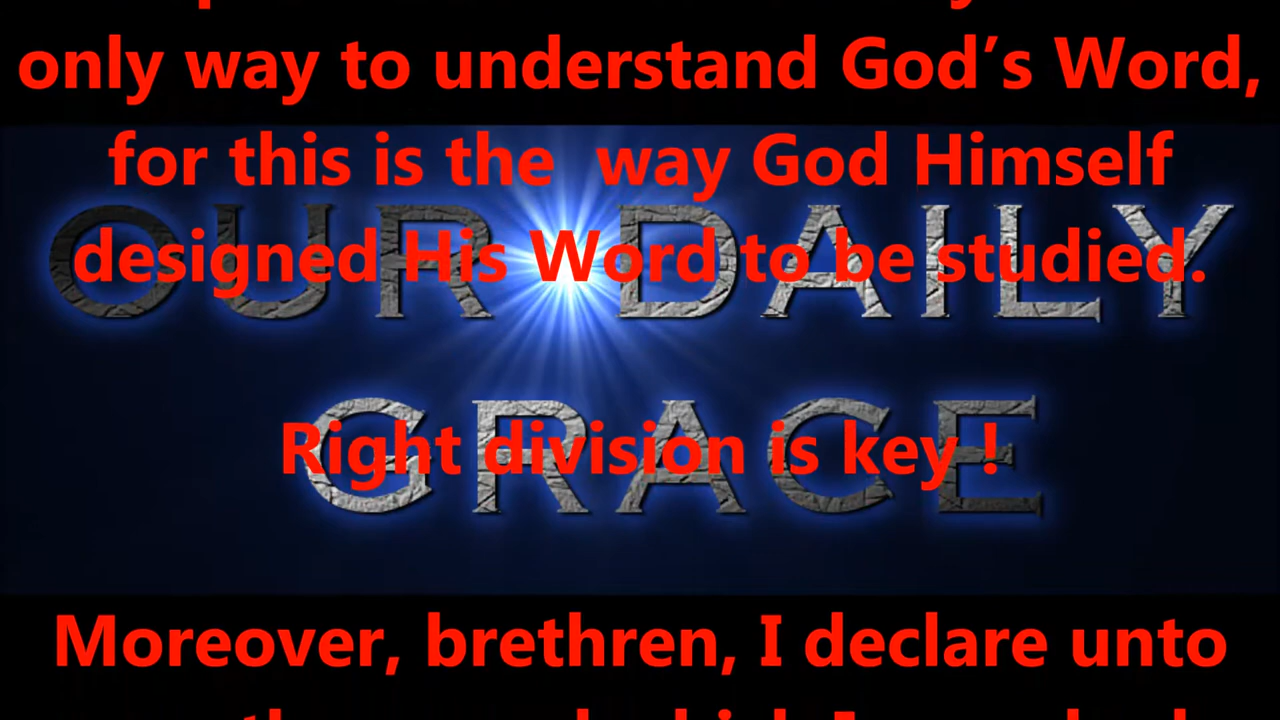 only way to understand God’s Word,
for this is the  way God Himself
OUR DAILY
designed His Word to be studied.
GRACE
Right division is key !
Moreover, brethren, I declare unto